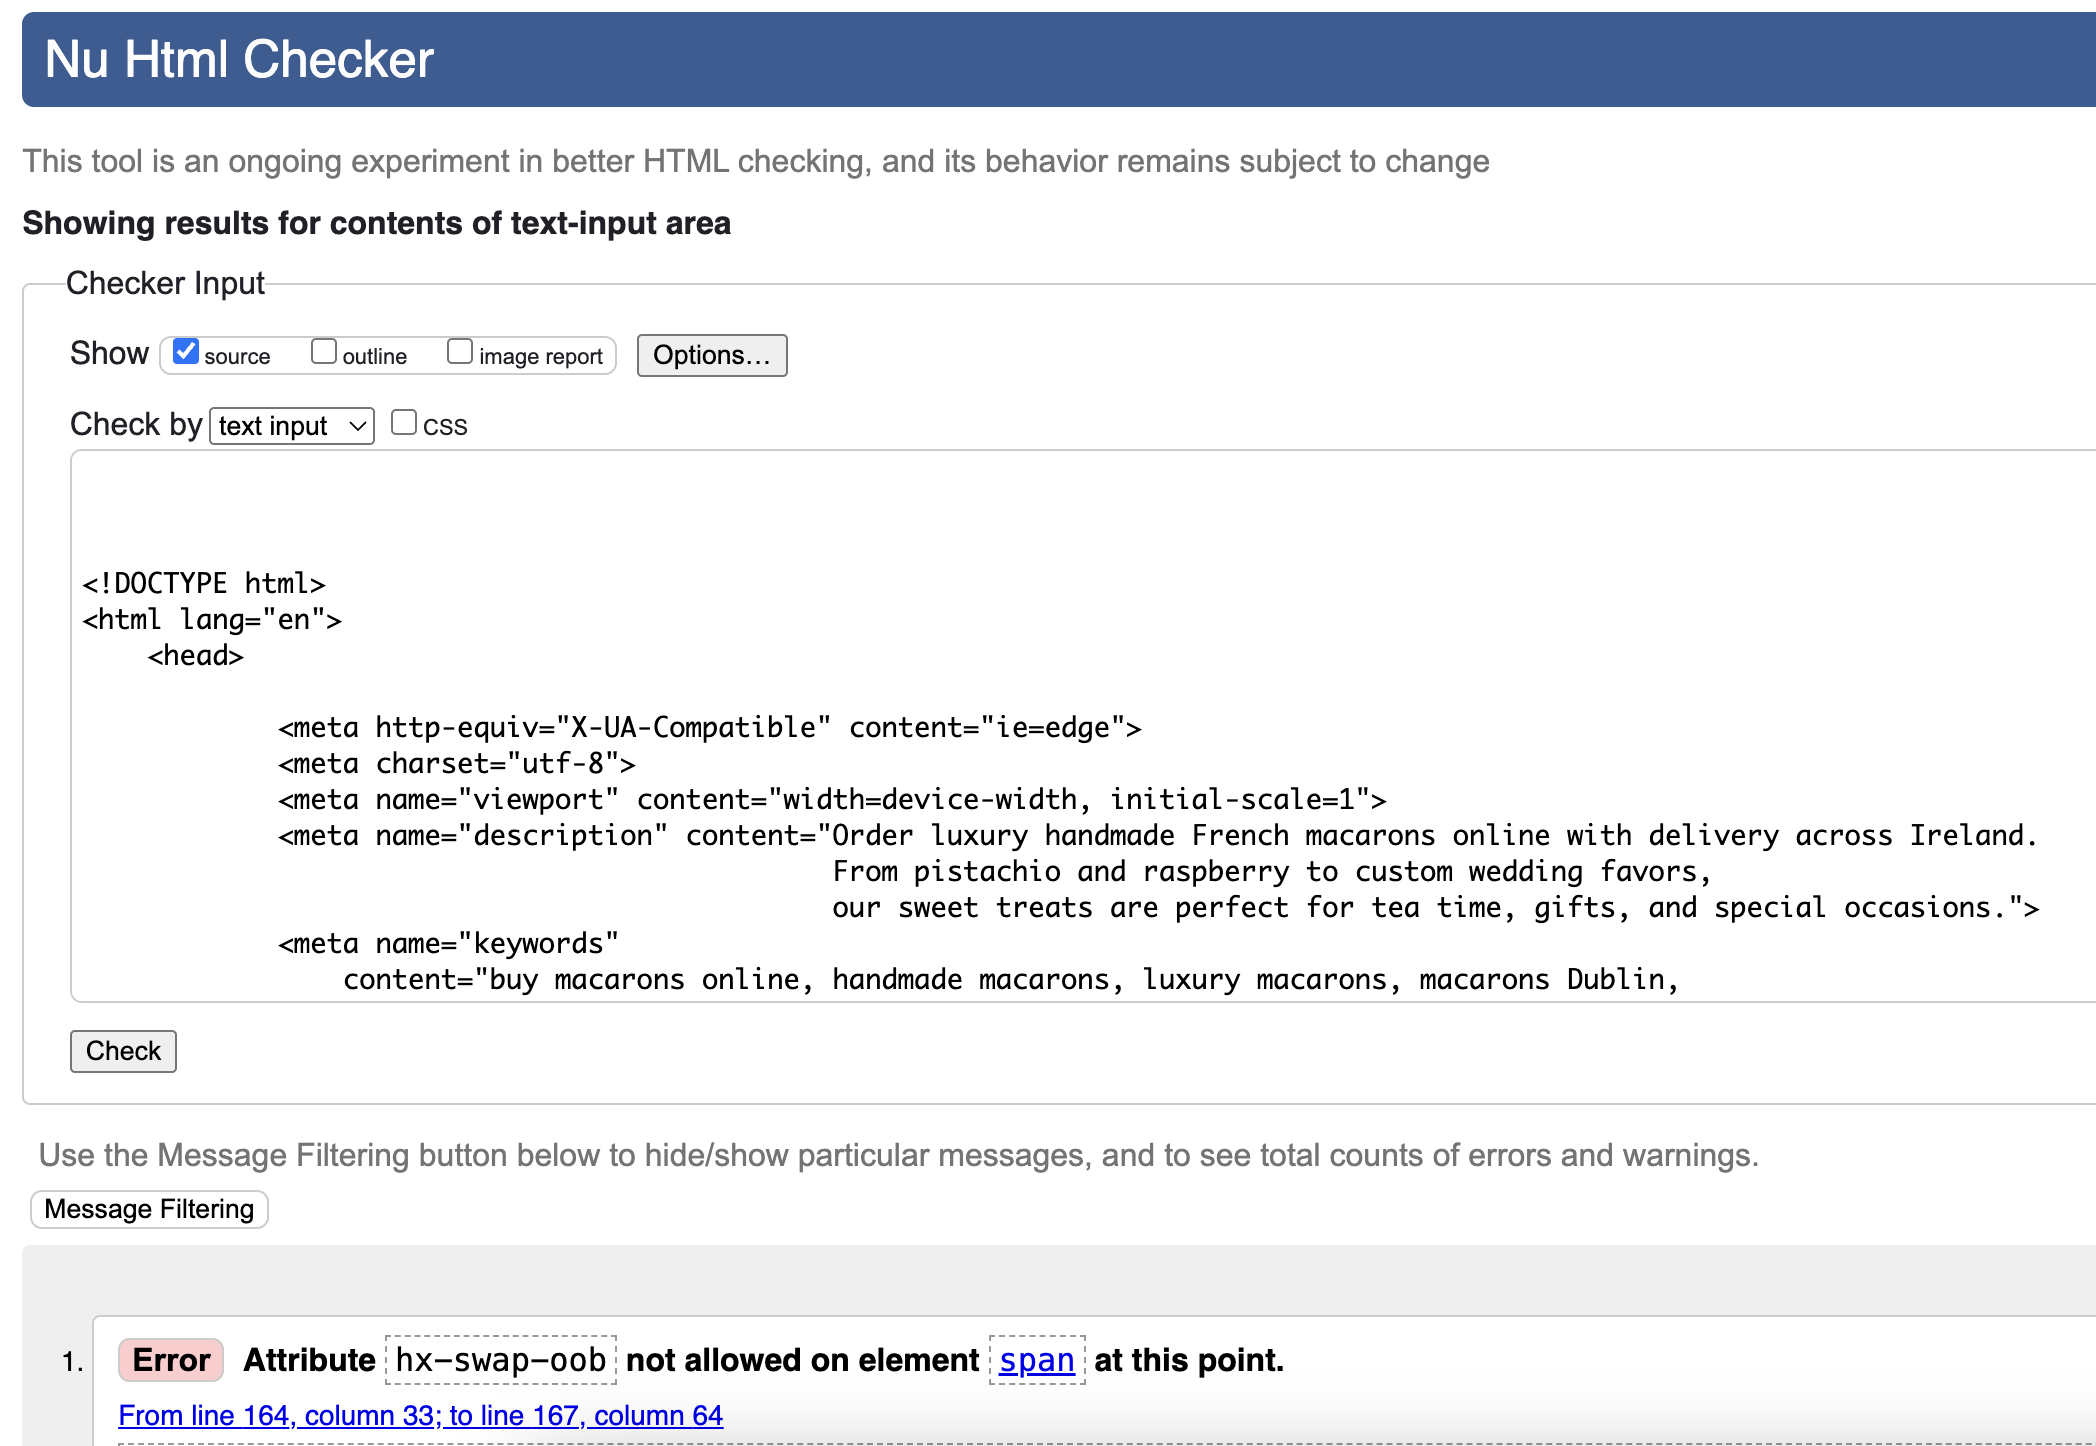 Nu Html Checker
This tool is an ongoing experiment in better HTML checking, and its behavior remains subject to change
Showing results for contents of text-input area
Checker Input
Show source outline image report Options...
Check by text input CSS
<!DOCTYPE html>
<html lang="en">
<head>
<meta http-equiv="X-UA-Compatible" content="ie=edge">
<meta charset="utf-8">
<meta name="viewport" content="width=device-width, initial-scale=1">
<meta name="description" content="Order luxury handmade French macarons online with delivery across Ireland.
From pistachio and raspberry to custom wedding favors,
our sweet treats are perfect for tea time, gifts, and special occasions.">
<meta name="keywords"
content="buy macarons online, handmade macarons, luxury macarons, macarons Dublin,
Check
Use the Message Filtering button below to hide/show particular messages, and to see total counts of errors and warnings.
Message Filtering
1. Error Attribute hx-swap-oob not allowed on element span at this point.
From line 164, column 33; to line 167, column 64